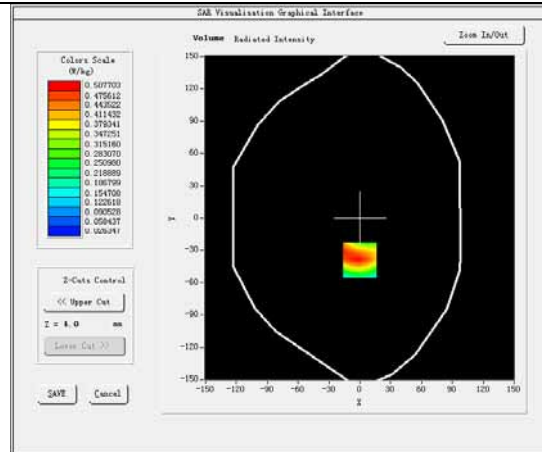 SAR Visualisation Graphical Interface
Volume Radiated Intensity
Zoom In/Out
Colors Scale
(W/kg)
0.507703
0.475612
0.443522
0.411432
0.379341
0.347251
0.315160
0.283070
0.250980
0.218889
0.186799
0.154708
0.122618
0.090528
0.058437
0.026347
Z-Cuts Control
<< Upper Cut
Z = 4.0 mm
Lower Cut >>
SAVE
Cancel
150
120
90
60
30
0
-30
-60
-90
-120
-150
Y
-150 -120 -90 -60 -30 0 30 60 90 120 150
X